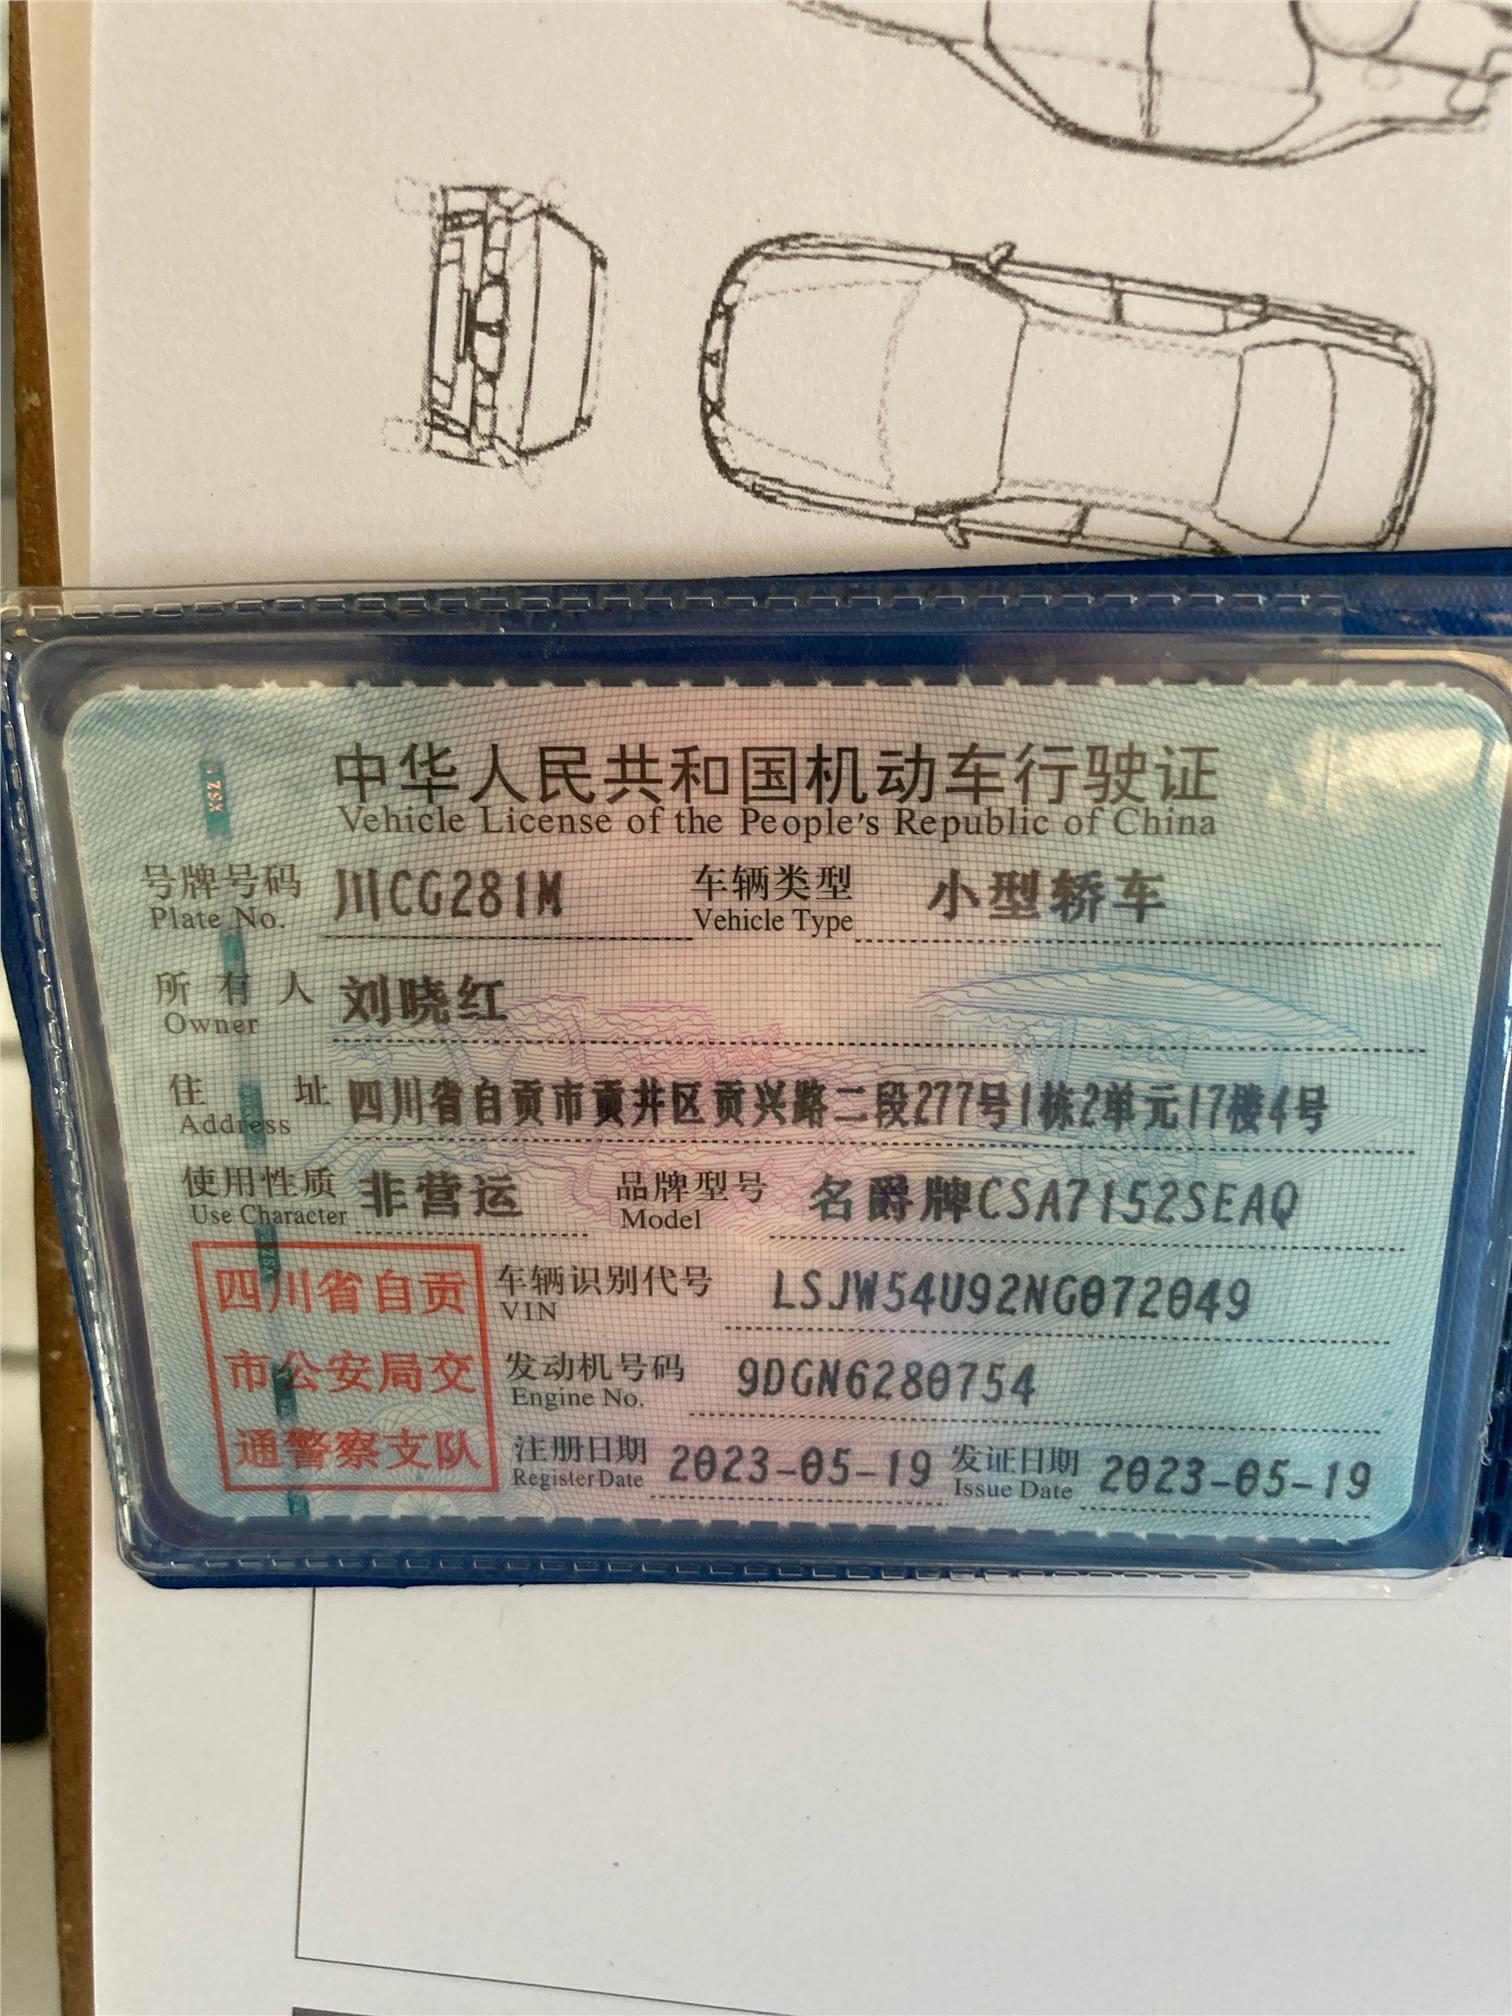 中华人民共和国机动车行驶证
Vehicle License of the People's Republic of China
号牌号码 川CG281M 车辆类型 小型轿车
Plate No. Vehicle Type
所有人 刘晓红
Owner
住址 四川省自贡市贡井区贡兴路二段277号1栋2单元17楼4号
Address
使用性质 非营运 品牌型号 名爵牌CSA7152SEAQ
Use Character Model
四川省自贡
市公安局交
通警察支队
车辆识别代号 LSJW54U92NG072049
VIN
发动机号码 9DGN6280754
Engine No.
注册日期 2023-05-19 发证日期 2023-05-19
Register Date Issue Date